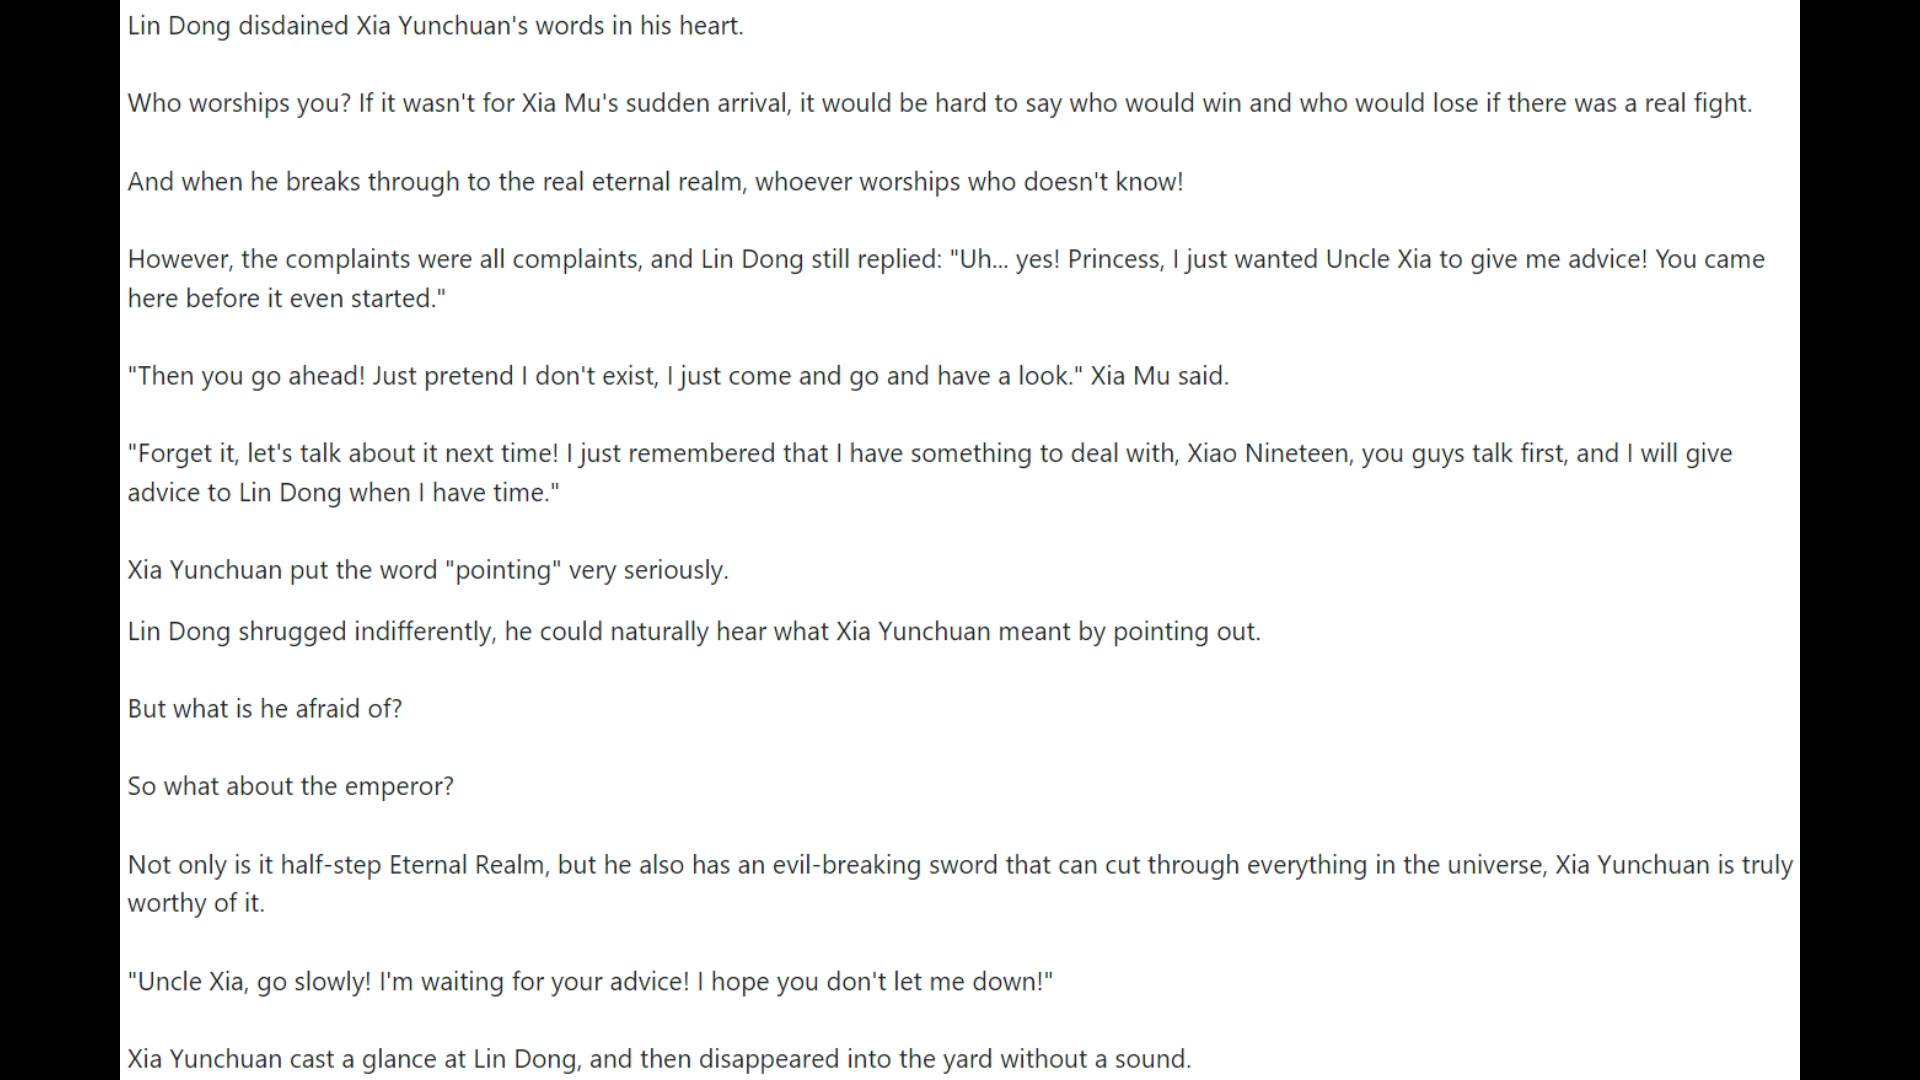 Lin Dong disdained Xia Yunchuan's words in his heart.
Who worships you? If it wasn't for Xia Mu's sudden arrival, it would be hard to say who would win and who would lose if there was a real fight.
And when he breaks through to the real eternal realm, whoever worships who doesn't know!
However, the complaints were all complaints, and Lin Dong still replied: "Uh... yes! Princess, I just wanted Uncle Xia to give me advice! You came
here before it even started."
"Then you go ahead! Just pretend I don't exist, I just come and go and have a look." Xia Mu said.
"Forget it, let's talk about it next time! I just remembered that I have something to deal with, Xiao Nineteen, you guys talk first, and I will give
advice to Lin Dong when I have time."
Xia Yunchuan put the word "pointing" very seriously.
Lin Dong shrugged indifferently, he could naturally hear what Xia Yunchuan meant by pointing out.
But what is he afraid of?
So what about the emperor?
Not only is it half-step Eternal Realm, but he also has an evil-breaking sword that can cut through everything in the universe, Xia Yunchuan is truly
worthy of it.
"Uncle Xia, go slowly! I'm waiting for your advice! I hope you don't let me down!"
Xia Yunchuan cast a glance at Lin Dong, and then disappeared into the yard without a sound.